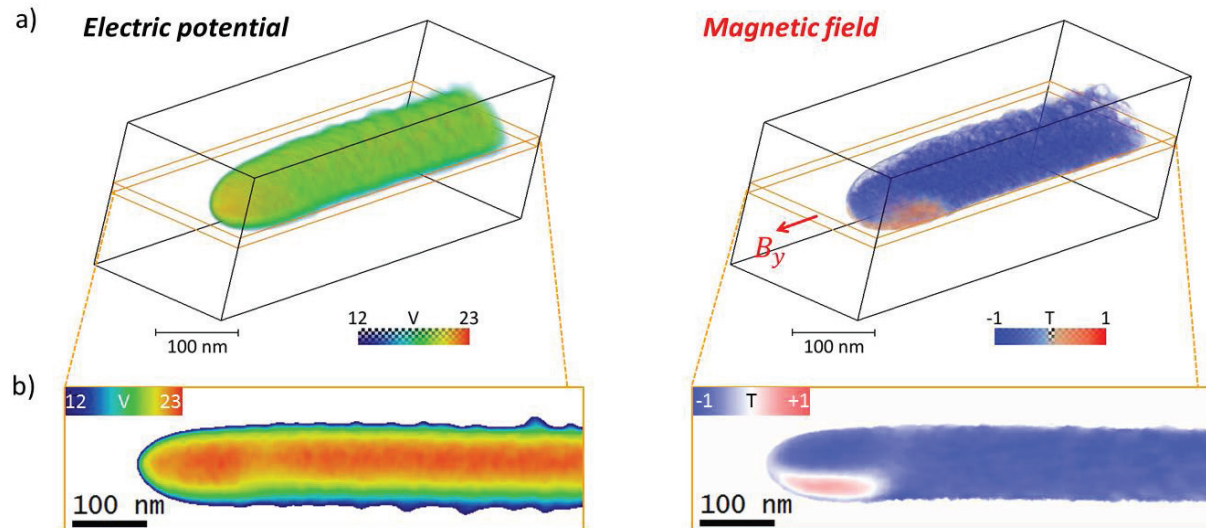 a)
Electric potential
Magnetic field
B_y
12 V 23
-1 T 1
100 nm
100 nm
b)
12 V 23
-1 T +1
100 nm
100 nm